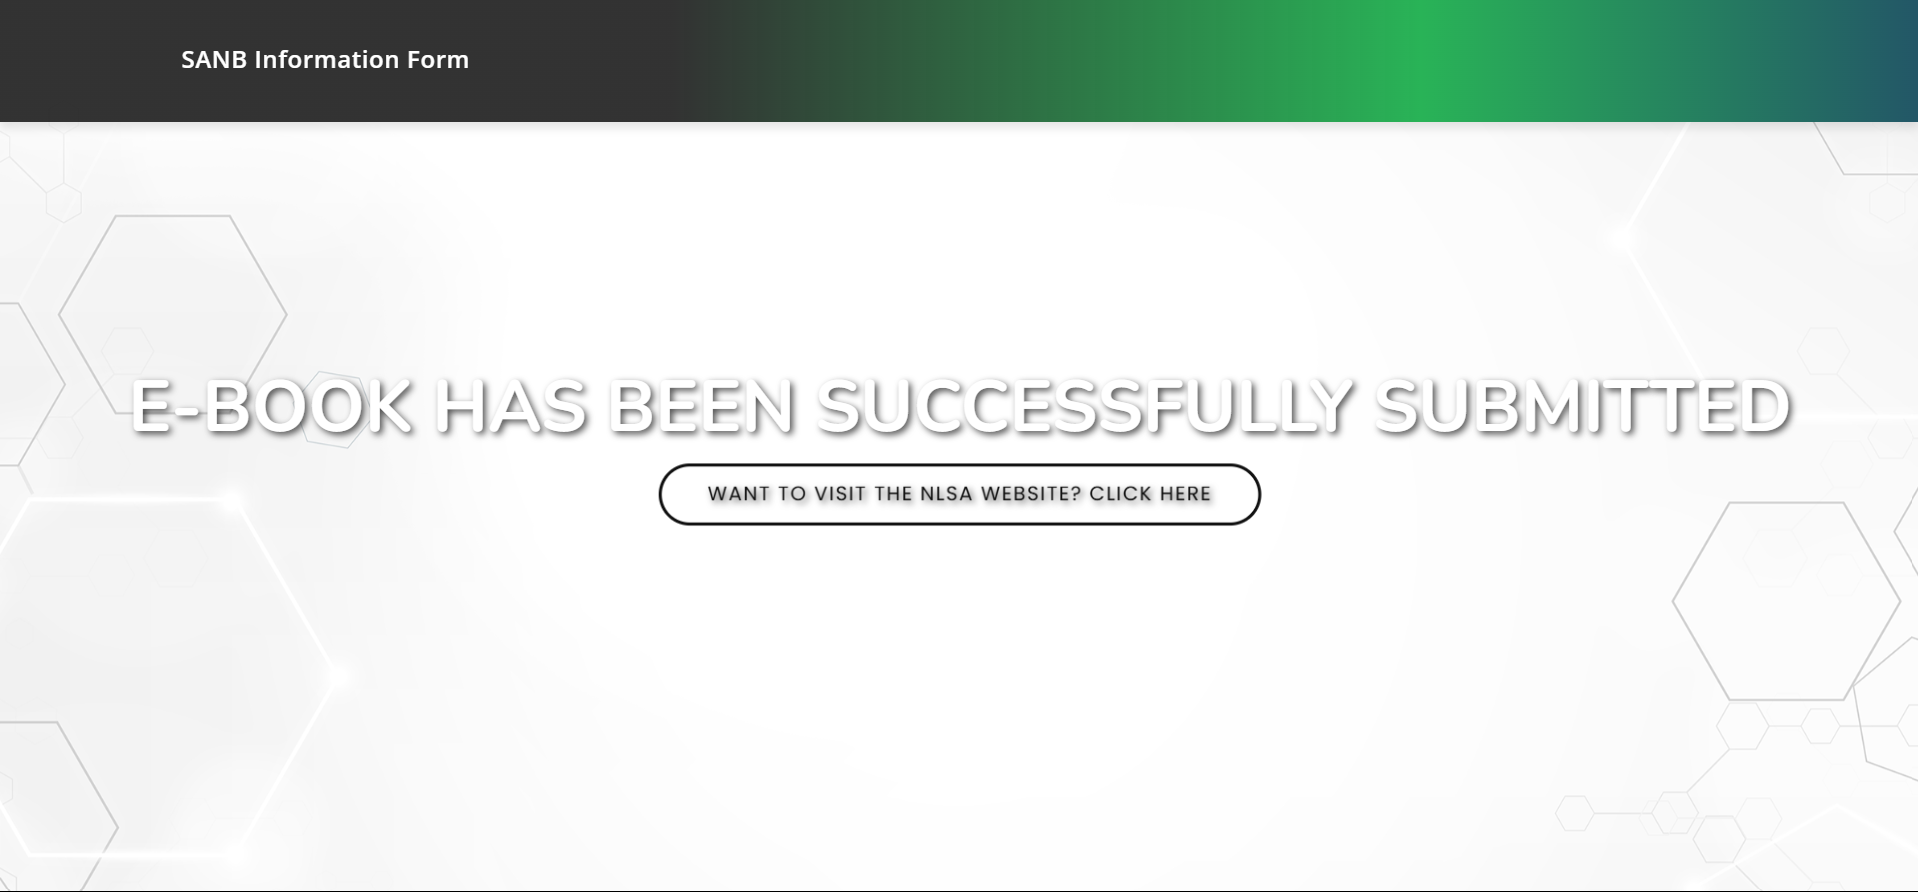 SANB Information Form
E-BOOK HAS BEEN SUCCESSFULLY SUBMITTED
WANT TO VISIT THE NLSA WEBSITE? CLICK HERE